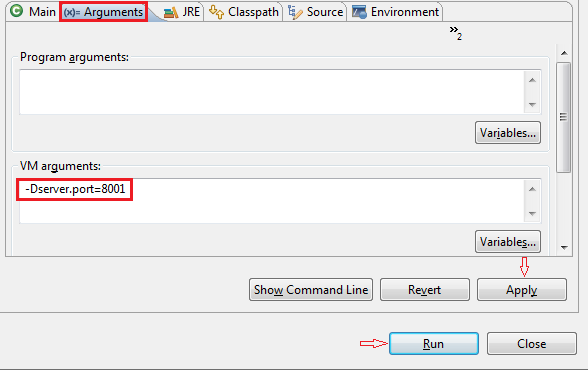 Main (x)= Arguments JRE Classpath Source Environment
»2
Program arguments:
Variables...
VM arguments:
-Dserver.port=8001
Variables...
Show Command Line Revert Apply
Run Close